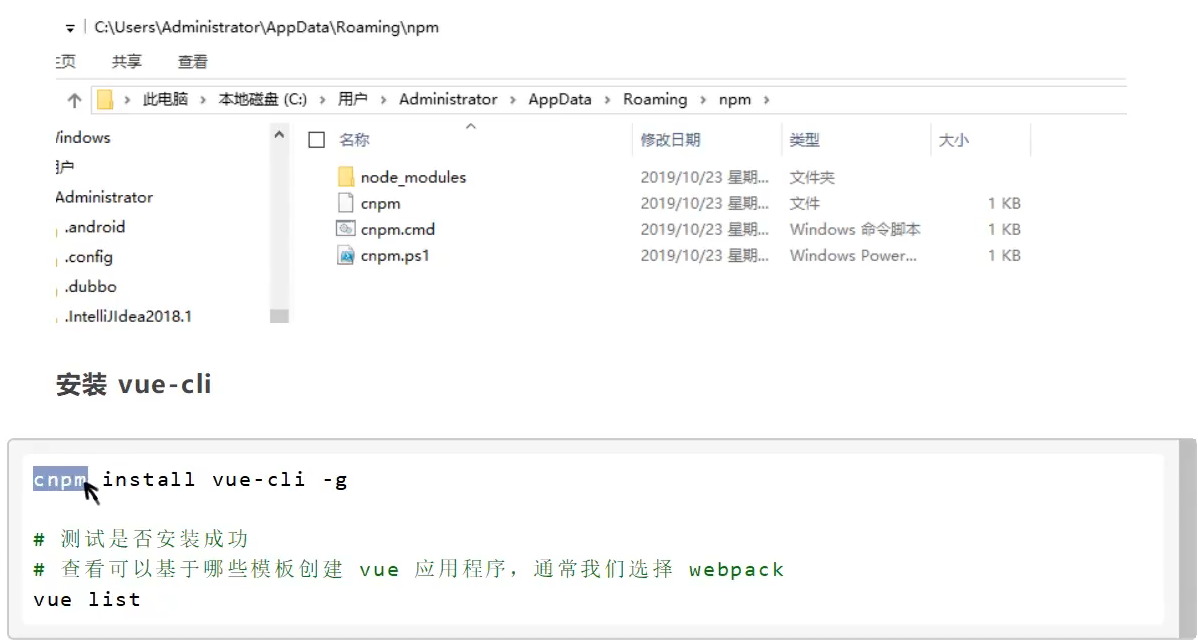 C:\Users\Administrator\AppData\Roaming\npm
共享 查看
此电脑 > 本地磁盘 (C:) > 用户 > Administrator > AppData > Roaming > npm >
名称 修改日期 类型 大小
node_modules 2019/10/23 星期... 文件夹
cnpm 2019/10/23 星期... 文件 1 KB
cnpm.cmd 2019/10/23 星期... Windows 命令脚本 1 KB
cnpm.ps1 2019/10/23 星期... Windows Power... 1 KB
indows
户
Administrator
.android
.config
.dubbo
.IntelliJIdea2018.1
安装 vue-cli
cnpm install vue-cli -g
# 测试是否安装成功
# 查看可以基于哪些模板创建 vue 应用程序，通常我们选择 webpack
vue list